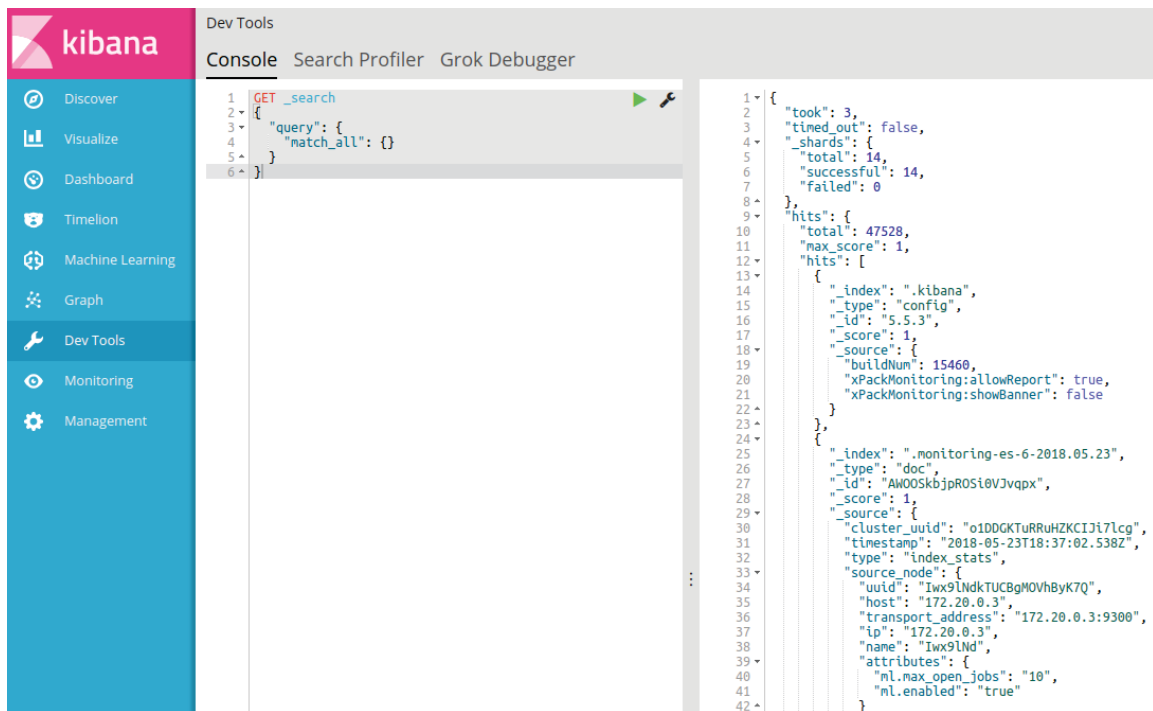 kibana
Discover
Visualize
Dashboard
Timelion
Machine Learning
Graph
Dev Tools
Monitoring
Management
Dev Tools
Console Search Profiler Grok Debugger
1 GET _search
2 {
3 "query": {
4 "match_all": {}
5 }
6 }
1 {
2 "took": 3,
3 "timed_out": false,
4 "_shards": {
5 "total": 14,
6 "successful": 14,
7 "failed": 0
8 },
9 "hits": {
10 "total": 47528,
11 "max_score": 1,
12 "hits": [
13 {
14 "_index": ".kibana",
15 "_type": "config",
16 "_id": "5.5.3",
17 "_score": 1,
18 "_source": {
19 "buildNum": 15460,
20 "xPackMonitoring:allowReport": true,
21 "xPackMonitoring:showBanner": false
22 }
23 },
24 {
25 "_index": ".monitoring-es-6-2018.05.23",
26 "_type": "doc",
27 "_id": "AWOOSkbjpROSi0VJvqpx",
28 "_score": 1,
29 "_source": {
30 "cluster_uuid": "o1DDGKTuRRuHZKCIJi7lcg",
31 "timestamp": "2018-05-23T18:37:02.538Z",
32 "type": "index_stats",
33 "source_node": {
34 "uuid": "Iwx9lNdkTUCBgMOVhByK7Q",
35 "host": "172.20.0.3",
36 "transport_address": "172.20.0.3:9300",
37 "ip": "172.20.0.3",
38 "name": "Iwx9lNd",
39 "attributes": {
40 "ml.max_open_jobs": "10",
41 "ml.enabled": "true"
42 }